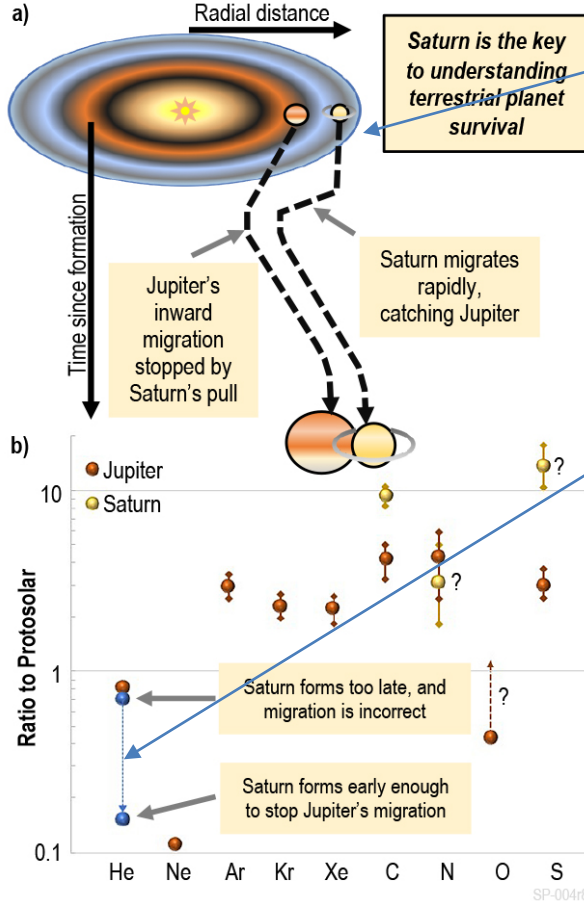 a)
Radial distance
Saturn is the key
to understanding
terrestrial planet
survival
Time since formation
Jupiter's
inward
migration
stopped by
Saturn's pull
Saturn migrates
rapidly,
catching Jupiter
b)
Jupiter
Saturn
Ratio to Protosolar
10
1
0.1
?
?
?
Saturn forms too late, and
migration is incorrect
Saturn forms early enough
to stop Jupiter's migration
He Ne Ar Kr Xe C N O S